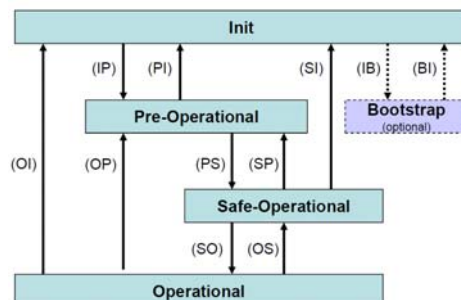 Init
(IP) (PI) (SI) (IB) (BI)
Pre-Operational
Bootstrap
(optional)
(OI) (OP) (PS) (SP)
Safe-Operational
(SO) (OS)
Operational